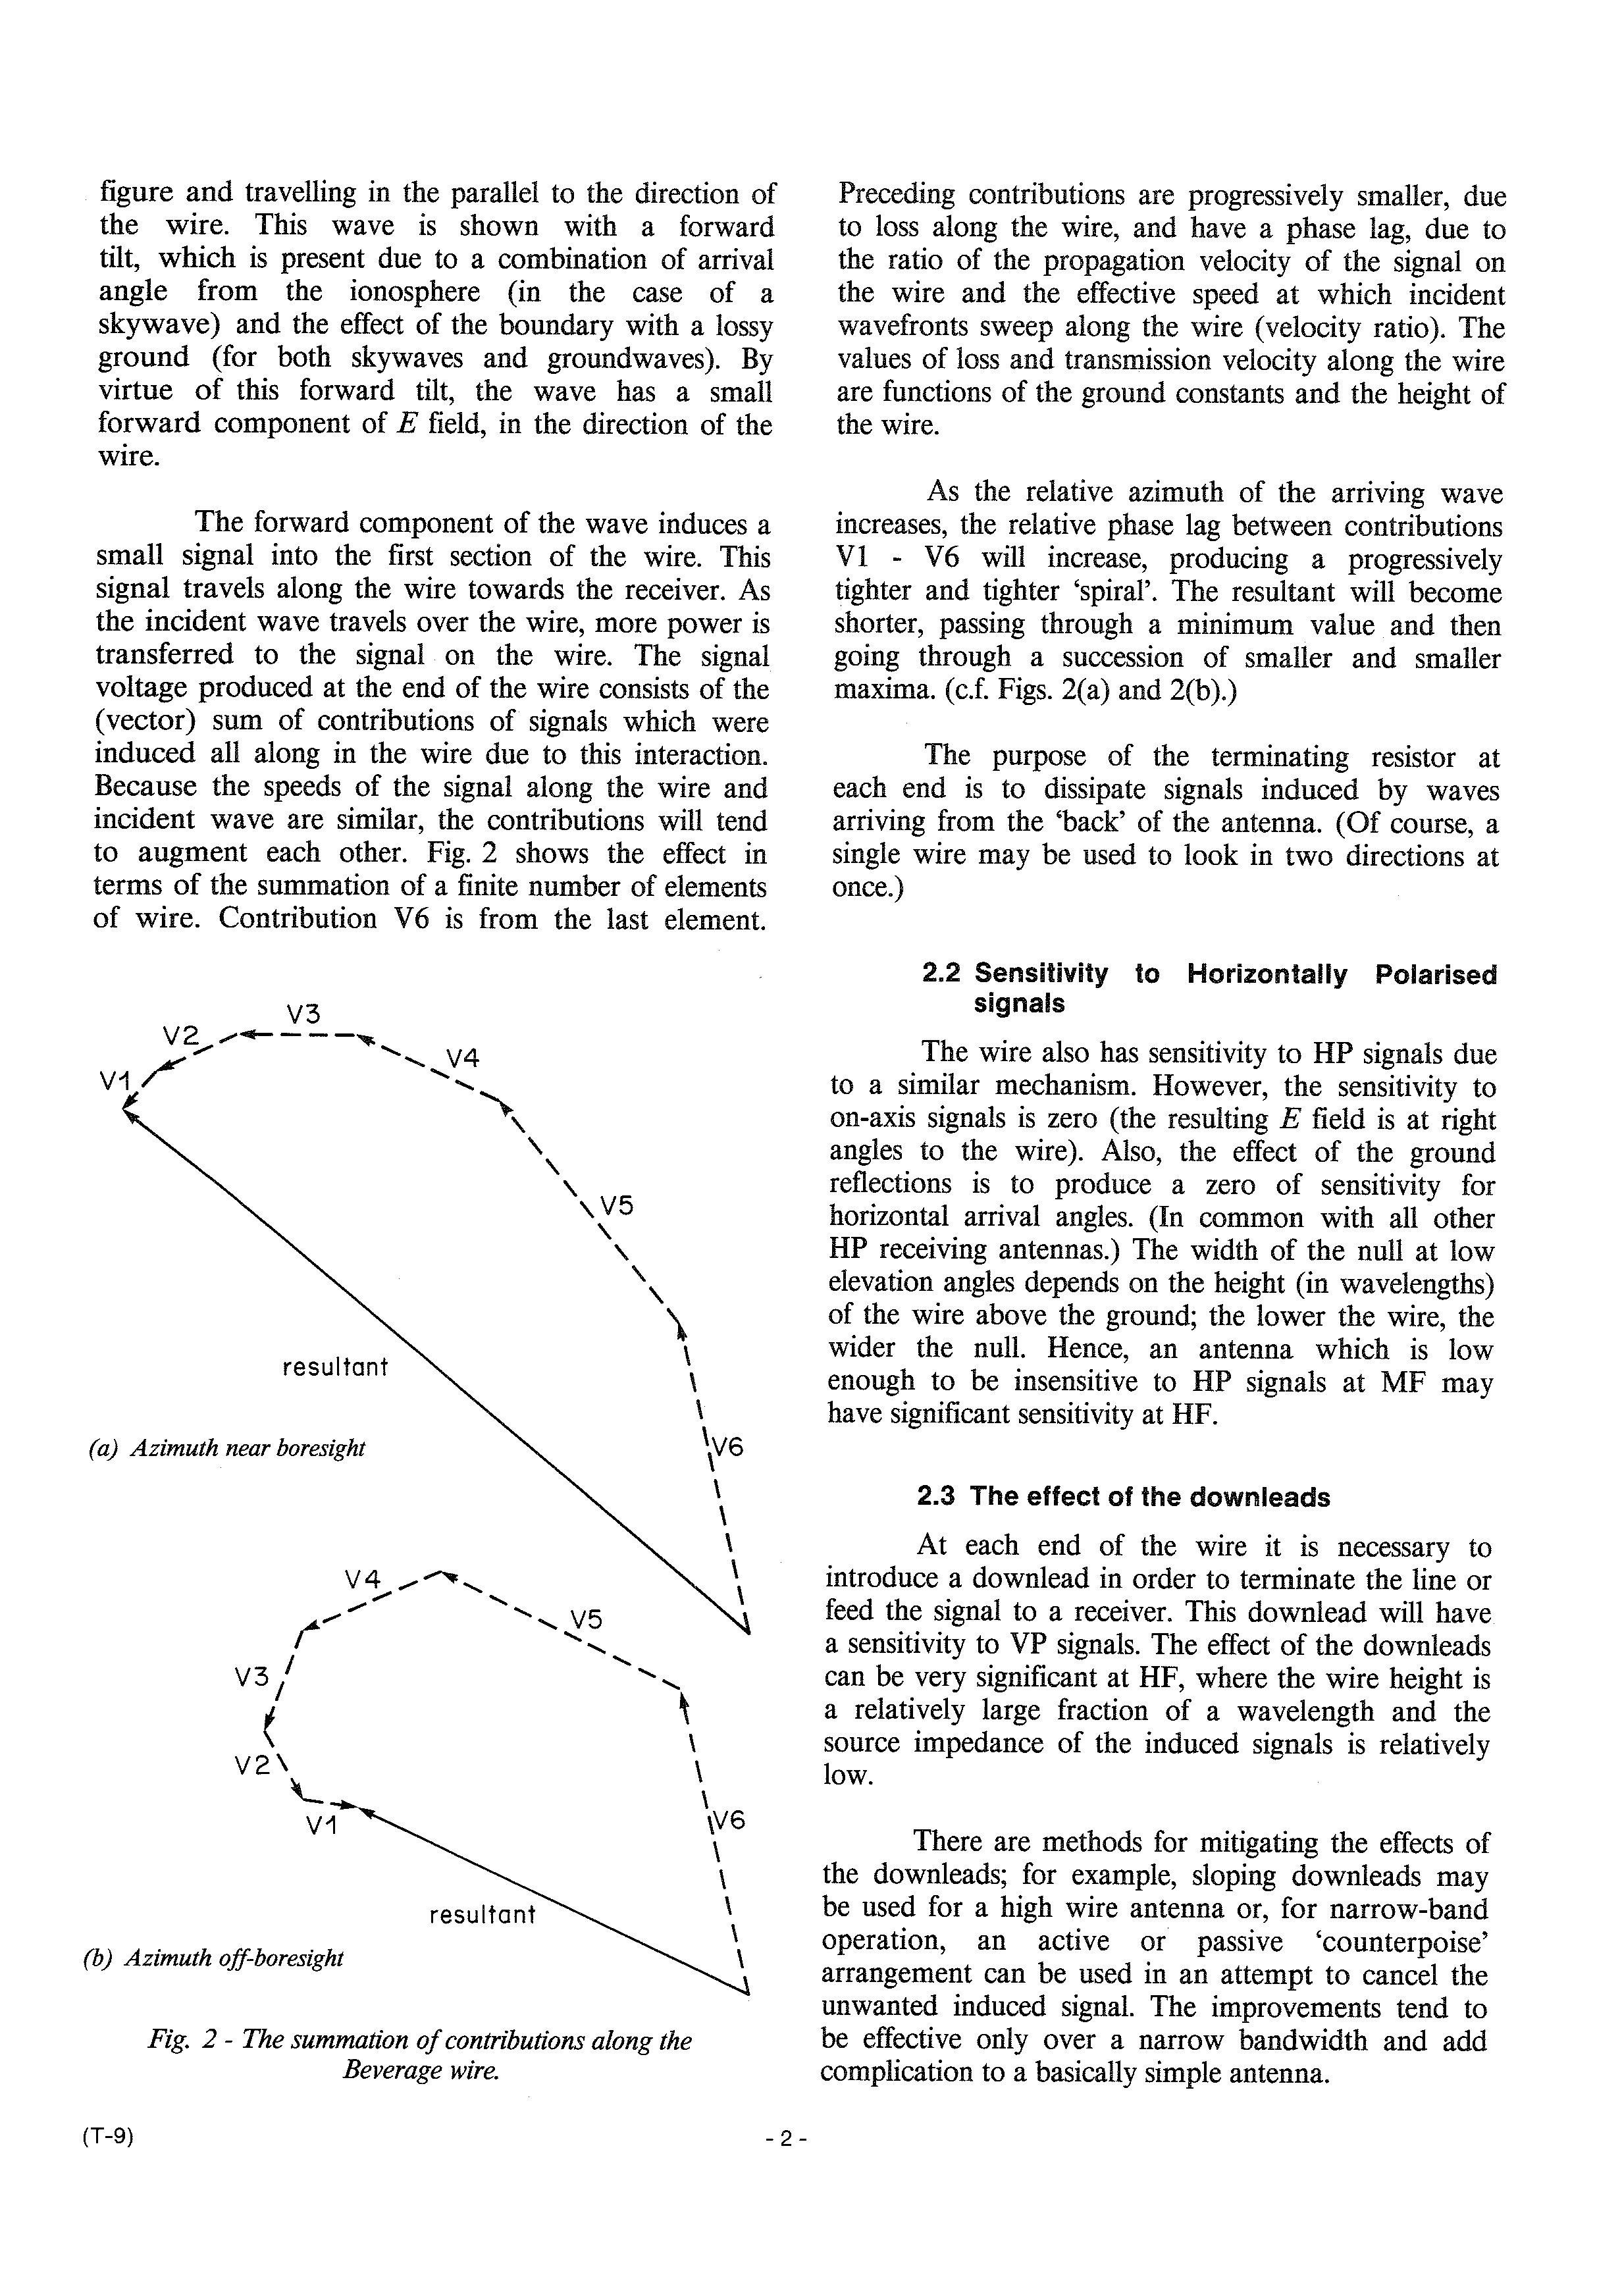 figure and travelling in the parallel to the direction of
the wire. This wave is shown with a forward
tilt, which is present due to a combination of arrival
angle from the ionosphere (in the case of a
skywave) and the effect of the boundary with a lossy
ground (for both skywaves and groundwaves). By
virtue of this forward tilt, the wave has a small
forward component of E field, in the direction of the
wire.
The forward component of the wave induces a
small signal into the first section of the wire. This
signal travels along the wire towards the receiver. As
the incident wave travels over the wire, more power is
transferred to the signal on the wire. The signal
voltage produced at the end of the wire consists of the
(vector) sum of contributions of signals which were
induced all along in the wire due to this interaction.
Because the speeds of the signal along the wire and
incident wave are similar, the contributions will tend
to augment each other. Fig. 2 shows the effect in
terms of the summation of a finite number of elements
of wire. Contribution V6 is from the last element.
V3
V2
V4
V1
V5
resultant
V6
(a) Azimuth near boresight
V4
V5
V3
V2
V1
V6
resultant
(b) Azimuth off-boresight
Fig. 2 - The summation of contributions along the
Beverage wire.
Preceding contributions are progressively smaller, due
to loss along the wire, and have a phase lag, due to
the ratio of the propagation velocity of the signal on
the wire and the effective speed at which incident
wavefronts sweep along the wire (velocity ratio). The
values of loss and transmission velocity along the wire
are functions of the ground constants and the height of
the wire.
As the relative azimuth of the arriving wave
increases, the relative phase lag between contributions
V1 - V6 will increase, producing a progressively
tighter and tighter ‘spiral’. The resultant will become
shorter, passing through a minimum value and then
going through a succession of smaller and smaller
maxima. (c.f. Figs. 2(a) and 2(b).)
The purpose of the terminating resistor at
each end is to dissipate signals induced by waves
arriving from the ‘back’ of the antenna. (Of course, a
single wire may be used to look in two directions at
once.)
2.2 Sensitivity to Horizontally Polarised
signals
The wire also has sensitivity to HP signals due
to a similar mechanism. However, the sensitivity to
on-axis signals is zero (the resulting E field is at right
angles to the wire). Also, the effect of the ground
reflections is to produce a zero of sensitivity for
horizontal arrival angles. (In common with all other
HP receiving antennas.) The width of the null at low
elevation angles depends on the height (in wavelengths)
of the wire above the ground; the lower the wire, the
wider the null. Hence, an antenna which is low
enough to be insensitive to HP signals at MF may
have significant sensitivity at HF.
2.3 The effect of the downleads
At each end of the wire it is necessary to
introduce a downlead in order to terminate the line or
feed the signal to a receiver. This downlead will have
a sensitivity to VP signals. The effect of the downleads
can be very significant at HF, where the wire height is
a relatively large fraction of a wavelength and the
source impedance of the induced signals is relatively
low.
There are methods for mitigating the effects of
the downleads; for example, sloping downleads may
be used for a high wire antenna or, for narrow-band
operation, an active or passive ‘counterpoise’
arrangement can be used in an attempt to cancel the
unwanted induced signal. The improvements tend to
be effective only over a narrow bandwidth and add
complication to a basically simple antenna.
(T-9)
- 2 -